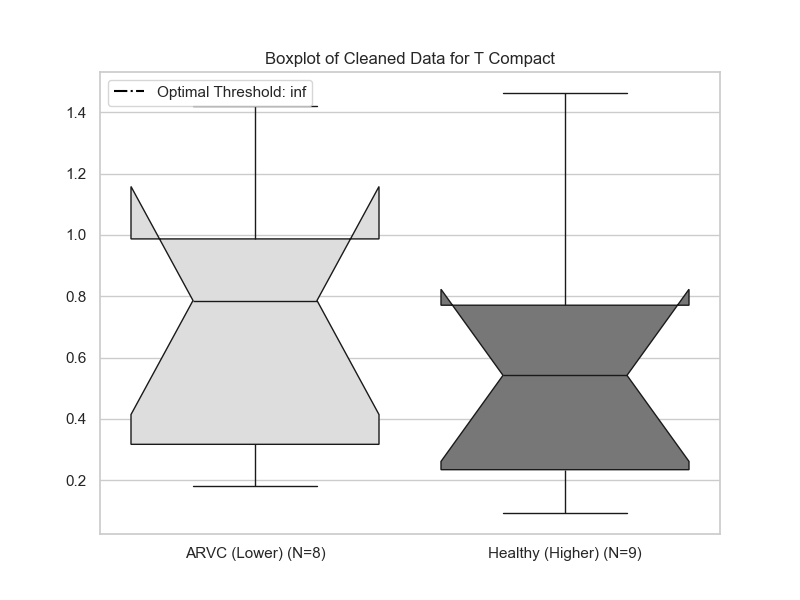 Boxplot of Cleaned Data for T Compact
Optimal Threshold: inf
1.4
1.2
1.0
0.8
0.6
0.4
0.2
ARVC (Lower) (N=8)
Healthy (Higher) (N=9)